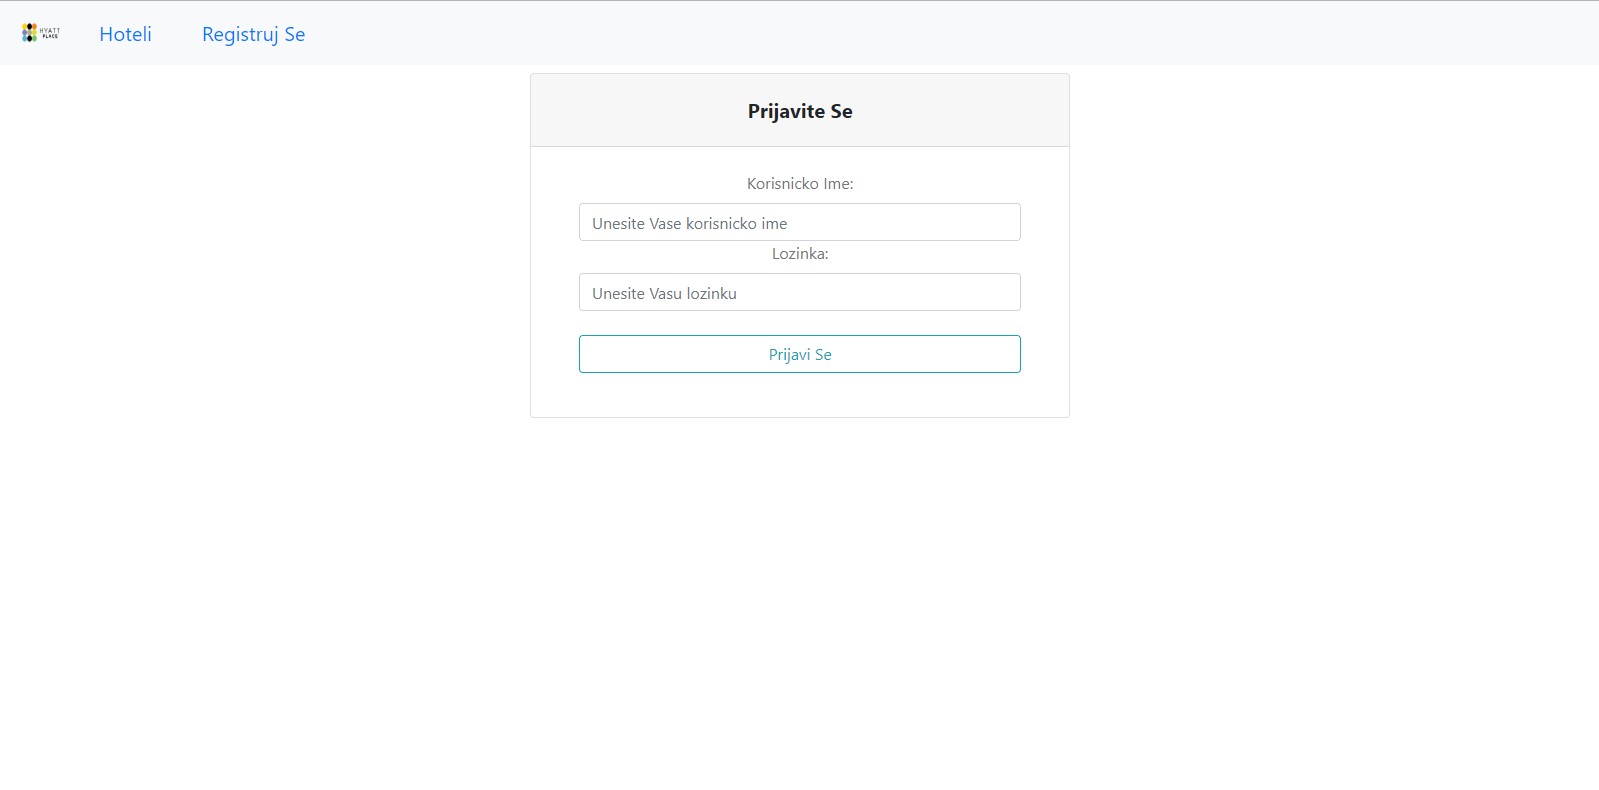 HYATT
PLACE
Hoteli
Registruj Se
Prijavite Se
Korisnicko Ime:
Unesite Vase korisnicko ime
Lozinka:
Unesite Vasu lozinku
Prijavi Se